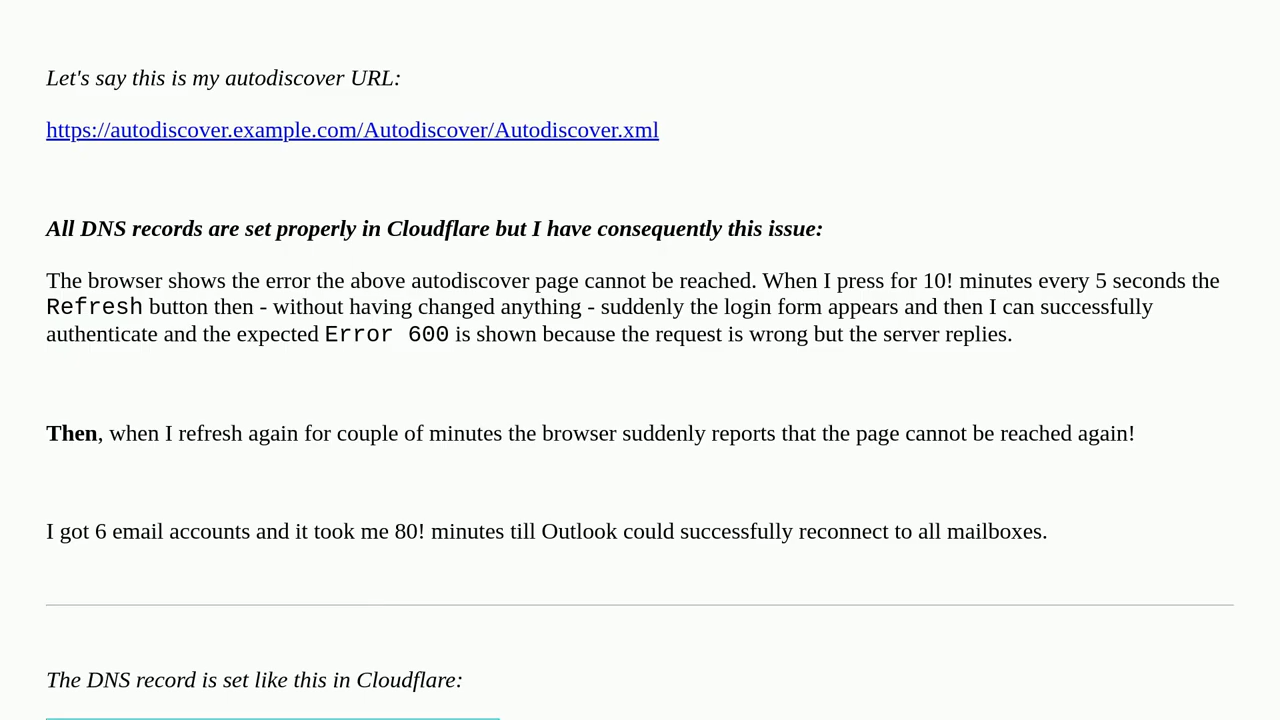 Let's say this is my autodiscover URL:
https://autodiscover.example.com/Autodiscover/Autodiscover.xml
All DNS records are set properly in Cloudflare but I have consequently this issue:
The browser shows the error the above autodiscover page cannot be reached. When I press for 10! minutes every 5 seconds the
Refresh button then - without having changed anything - suddenly the login form appears and then I can successfully
authenticate and the expected Error 600 is shown because the request is wrong but the server replies.
Then, when I refresh again for couple of minutes the browser suddenly reports that the page cannot be reached again!
I got 6 email accounts and it took me 80! minutes till Outlook could successfully reconnect to all mailboxes.
The DNS record is set like this in Cloudflare: